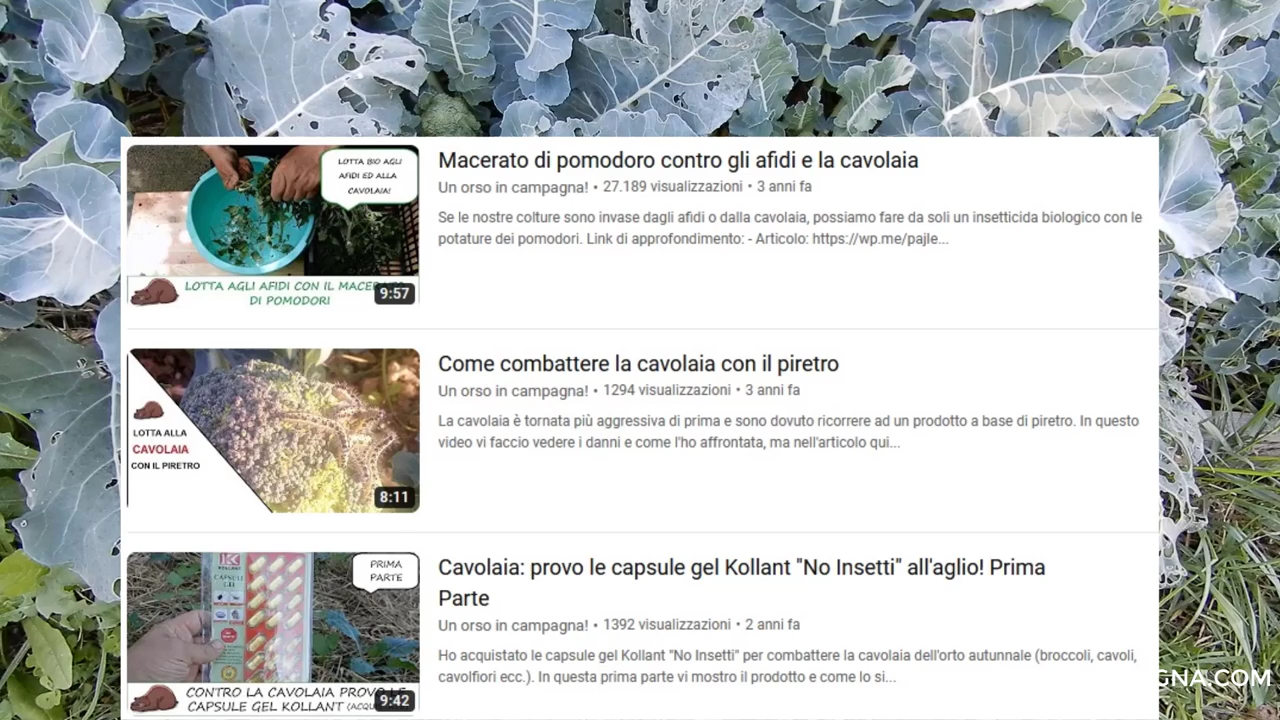 LOTTA BIO AGLI
AFIDI ED ALLA
CAVOLAIA!
LOTTA AGLI AFIDI CON IL MACERATO
DI POMODORI
9:57
Macerato di pomodoro contro gli afidi e la cavolaia
Un orso in campagna! • 27.189 visualizzazioni • 3 anni fa
Se le nostre colture sono invase dagli afidi o dalla cavolaia, possiamo fare da soli un insetticida biologico con le
potature dei pomodori. Link di approfondimento: - Articolo: https://wp.me/pajle...
LOTTA ALLA
CAVOLAIA
CON IL PIRETRO
8:11
Come combattere la cavolaia con il piretro
Un orso in campagna! • 1294 visualizzazioni • 3 anni fa
La cavolaia è tornata più aggressiva di prima e sono dovuto ricorrere ad un prodotto a base di piretro. In questo
video vi faccio vedere i danni e come l'ho affrontata, ma nell'articolo qui...
PRIMA
PARTE
KOLLANT
CAPSULE
GEL
CONTRO LA CAVOLAIA PROVO LE
CAPSULE GEL KOLLANT (ACQU
9:42
Cavolaia: provo le capsule gel Kollant "No Insetti" all'aglio! Prima
Parte
Un orso in campagna! • 1392 visualizzazioni • 2 anni fa
Ho acquistato le capsule gel Kollant "No Insetti" per combattere la cavolaia dell'orto autunnale (broccoli, cavoli,
cavolfiori ecc.). In questa prima parte vi mostro il prodotto e come lo si...
GNA.COM